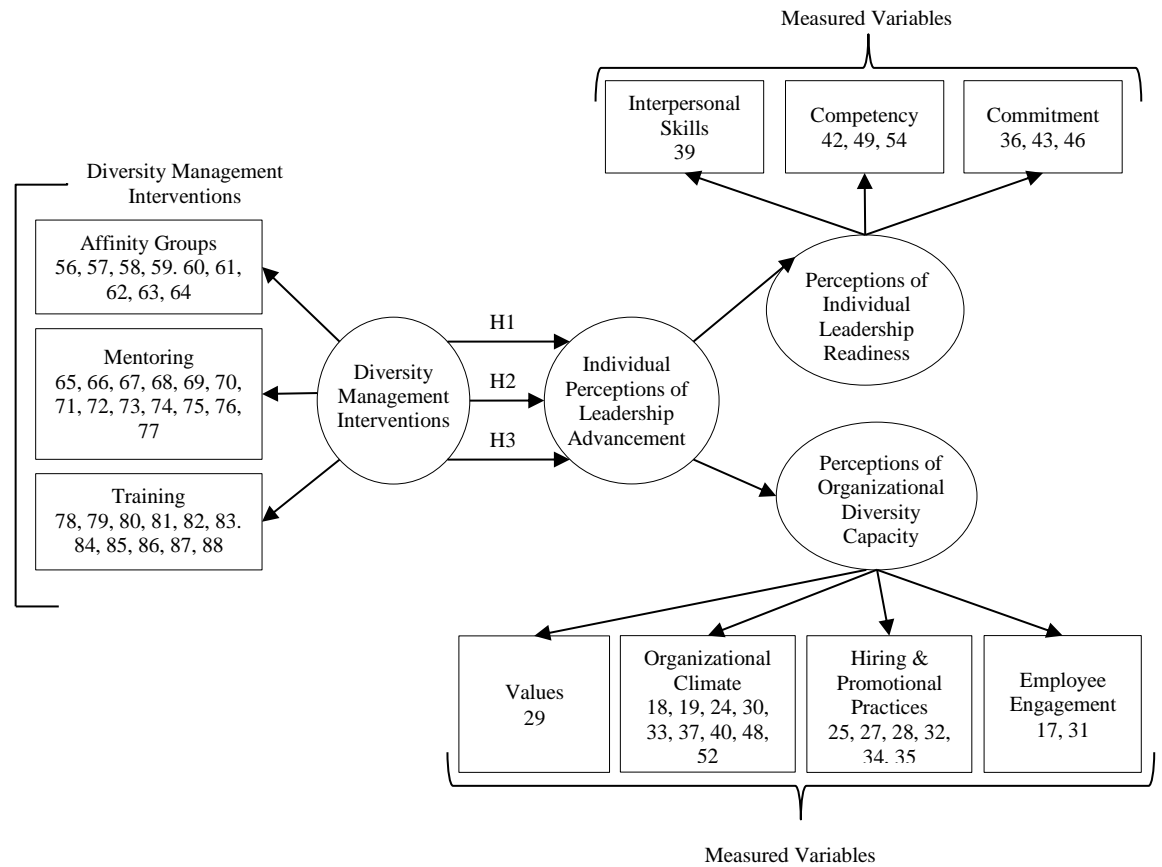 Measured Variables
Interpersonal
Skills
39
Competency
42, 49, 54
Commitment
36, 43, 46
Diversity Management
Interventions
Affinity Groups
56, 57, 58, 59. 60, 61,
62, 63, 64
Mentoring
65, 66, 67, 68, 69, 70,
71, 72, 73, 74, 75, 76,
77
Training
78, 79, 80, 81, 82, 83.
84, 85, 86, 87, 88
Diversity
Management
Interventions
H1
H2
H3
Individual
Perceptions of
Leadership
Advancement
Perceptions of
Individual
Leadership
Readiness
Perceptions of
Organizational
Diversity
Capacity
Values
29
Organizational
Climate
18, 19, 24, 30,
33, 37, 40, 48,
52
Hiring &
Promotional
Practices
25, 27, 28, 32,
34, 35
Employee
Engagement
17, 31
Measured Variables